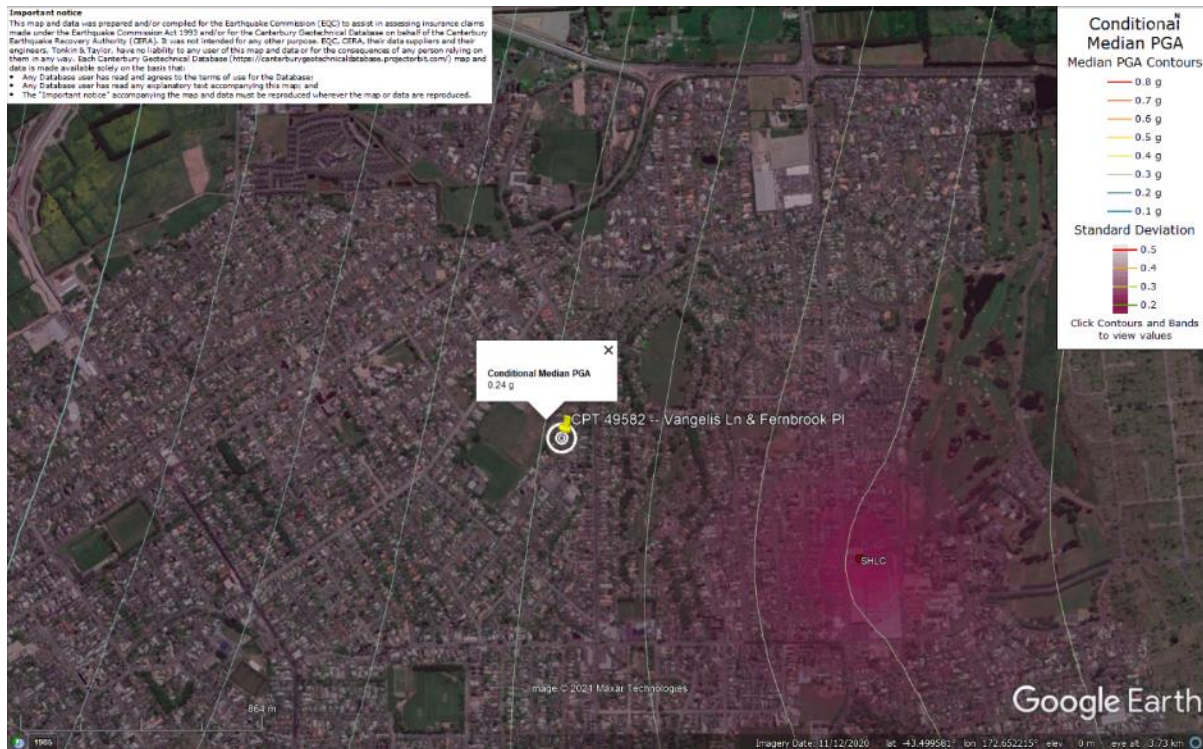 Important notice
This map and data was prepared and/or compiled for the Earthquake Commission (EQC) to assist in assessing insurance claims
made under the Earthquake Commission Act 1993 and/or for the Canterbury Geotechnical Database on behalf of the Canterbury
Earthquake Recovery Authority (CERA). It was not intended for any other purpose. EQC, CERA, their data suppliers and their
engineers, Tonkin & Taylor, have no liability to any user of this map and data or for the consequences of any person relying on
them in any way. Each Canterbury Geotechnical Database (https://canterburygeotechnicaldatabase.projectorbit.com/) map and
data is made available solely on the basis that:
• Any Database user has read and agrees to the terms of use for the Database;
• Any Database user has read any explanatory text accompanying this map; and
• The "Important notice" accompanying the map and data must be reproduced wherever the map or data are reproduced.
N
Conditional
Median PGA
Median PGA Contours
0.8 g
0.7 g
0.6 g
0.5 g
0.4 g
0.3 g
0.2 g
0.1 g
Standard Deviation
0.5
0.4
0.3
0.2
Click Contours and Bands
to view values
Conditional Median PGA
0.24 g
CPT 49582 -- Vangelis Ln & Fernbrook Pl
SHLC
Image © 2021 Maxar Technologies
864 m
Google Earth
1985
Imagery Date: 11/12/2020 lat -43.499581° lon 172.652215° elev 0 m eye alt 3.73 km